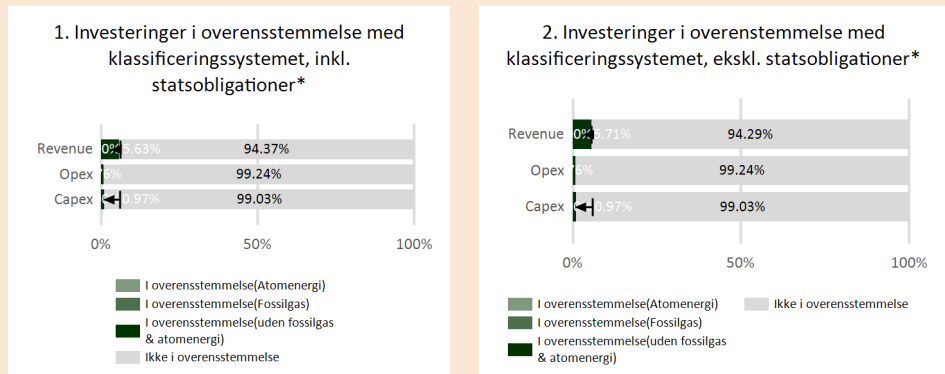 1. Investeringer i overensstemmelse med
klassificeringssystemet, inkl.
statsobligationer*
Revenue 0% 5.63% 94.37%
Opex 99.24%
Capex 0.97% 99.03%
0% 50% 100%
I overensstemmelse(Atomenergi)
I overensstemmelse(Fossilgas)
I overensstemmelse(uden fossilgas
& atomenergi)
Ikke i overensstemmelse
2. Investeringer i overenstemmelse med
klassificeringssystemet, ekskl. statsobligationer*
Revenue 0% 5.71% 94.29%
Opex 99.24%
Capex 0.97% 99.03%
0% 50% 100%
I overensstemmelse(Atomenergi) Ikke i overensstemmelse
I overensstemmelse(Fossilgas)
I overensstemmelse(uden fossilgas
& atomenergi)